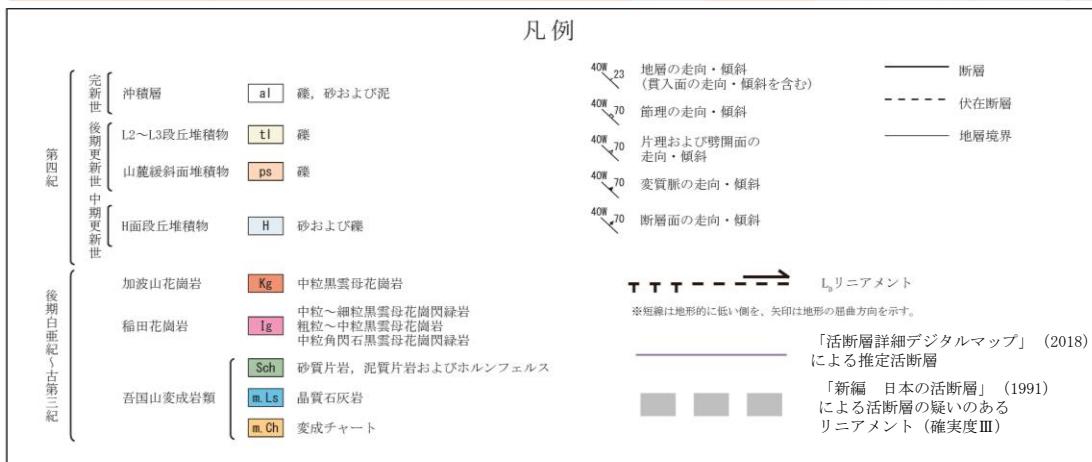 凡例
第四紀
完新世
沖積層 al 礫，砂および泥
後期更新世
L2～L3段丘堆積物 tl 礫
山麓緩斜面堆積物 ps 礫
中期更新世
H面段丘堆積物 H 砂および礫
後期白亜紀～古第三紀
加波山花崗岩 Kg 中粒黒雲母花崗岩
稲田花崗岩 Ig
中粒～細粒黒雲母花崗閃緑岩
粗粒～中粒黒雲母花崗岩
中粒角閃石黒雲母花崗閃緑岩
吾国山変成岩類
Sch 砂質片岩，泥質片岩およびホルンフェルス
m.Ls 晶質石灰岩
m.Ch 変成チャート
40W 23 地層の走向・傾斜
(貫入面の走向・傾斜を含む)
40W 70 節理の走向・傾斜
40W 70 片理および劈開面の
走向・傾斜
40W 70 変質脈の走向・傾斜
40W 70 断層面の走向・傾斜
断層
伏在断層
地層境界
LDリニアメント
※短線は地形的に低い側を、矢印は地形の屈曲方向を示す。
「活断層詳細デジタルマップ」（2018）
による推定活断層
「新編　日本の活断層」（1991）
による活断層の疑いのある
リニアメント（確実度Ⅲ）